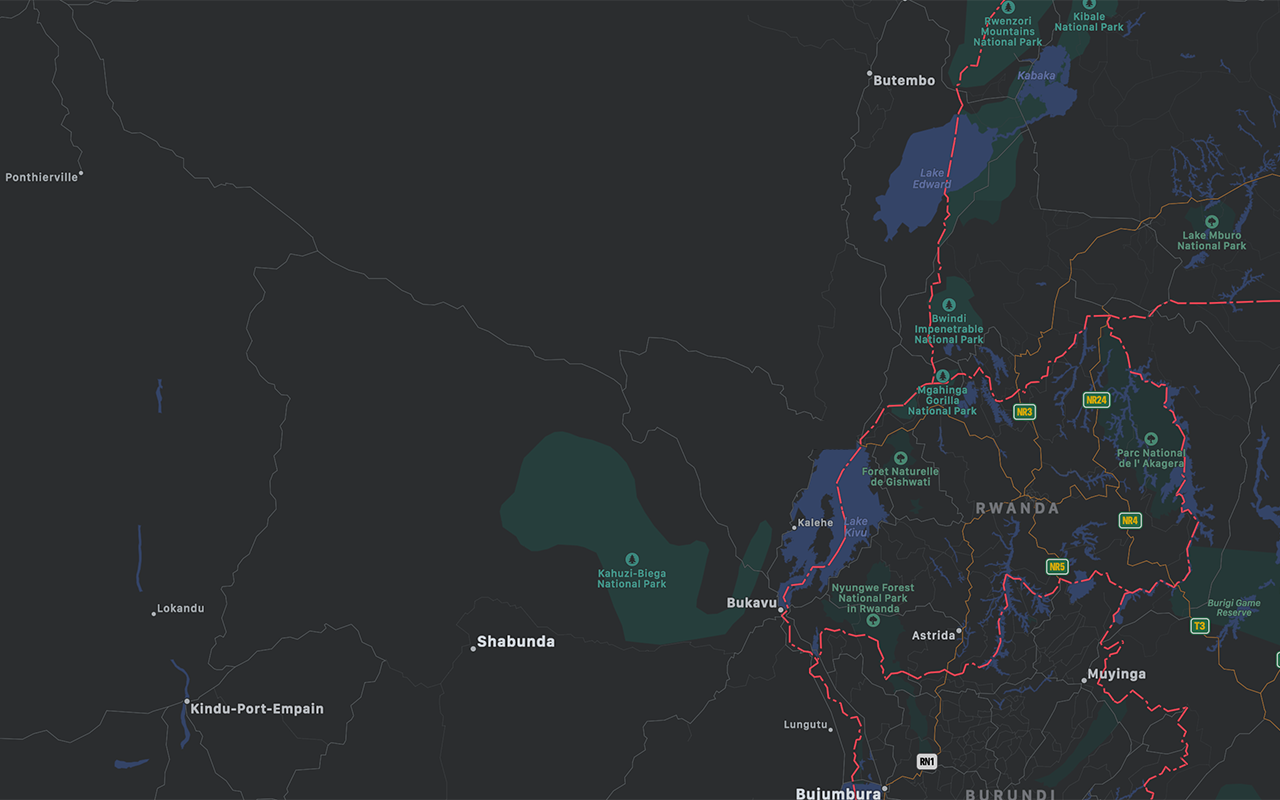 Rwenzori
Mountains
National Park
Kibale
National Park
Kabaka
Butembo
Ponthierville
Lake
Edward
Lake Mburo
National Park
Bwindi
Impenetrable
National Park
Mgahinga
Gorilla
National Park
NR3
NR24
Parc National
de l' Akagera
Foret Naturelle
de Gishwati
RWANDA
Kalehe
Lake
Kivu
NR4
Kahuzi-Biega
National Park
NR5
Nyungwe Forest
National Park
in Rwanda
Bukavu
Burigi Game
Reserve
Lokandu
T3
Astrida
Shabunda
Muyinga
Kindu-Port-Empain
Lungutu
RN1
Bujumbura
BURUNDI